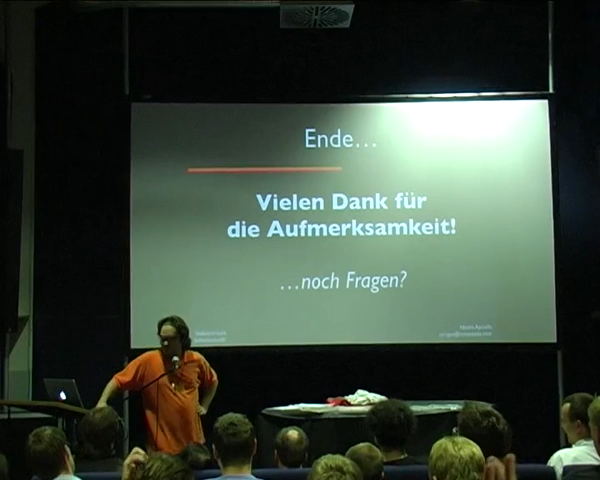 Ende...
Vielen Dank für
die Aufmerksamkeit!
...noch Fragen?